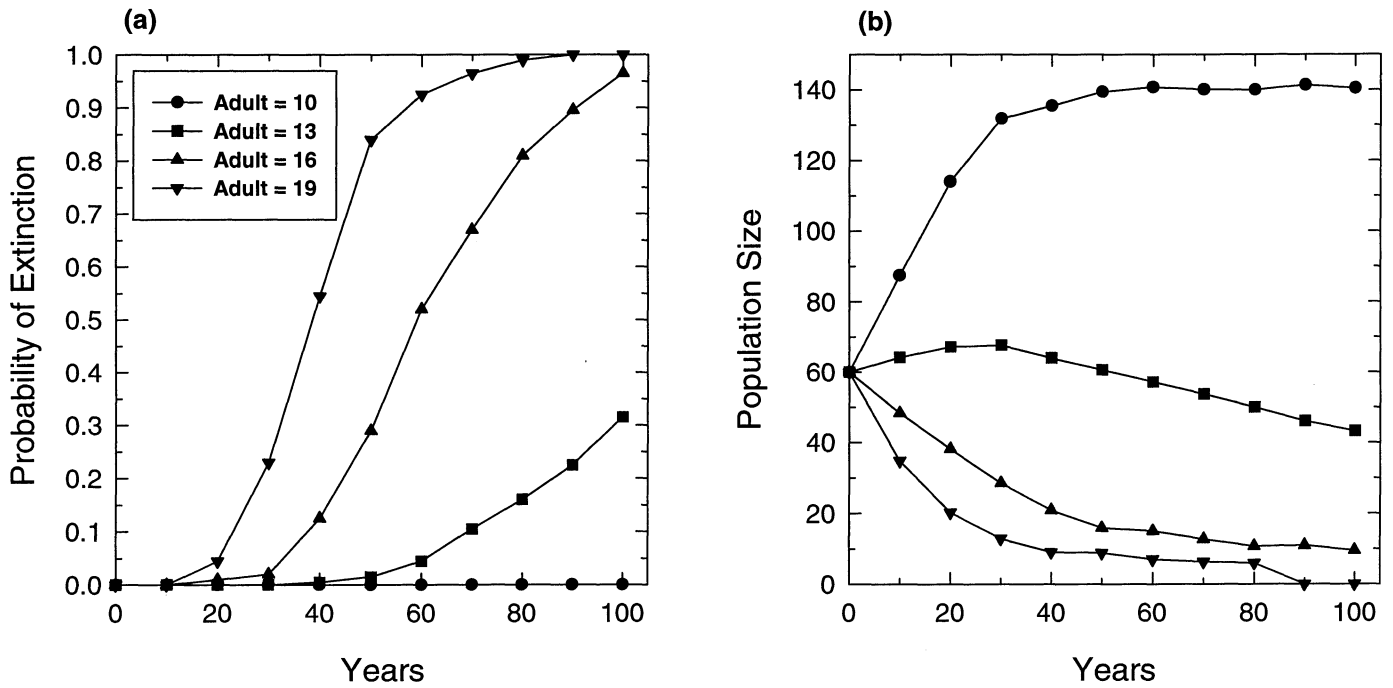 (a)
Probability of Extinction
1.0
0.9
0.8
0.7
0.6
0.5
0.4
0.3
0.2
0.1
0.0
Adult = 10
Adult = 13
Adult = 16
Adult = 19
0 20 40 60 80 100
Years
(b)
Population Size
140
120
100
80
60
40
20
0
0 20 40 60 80 100
Years